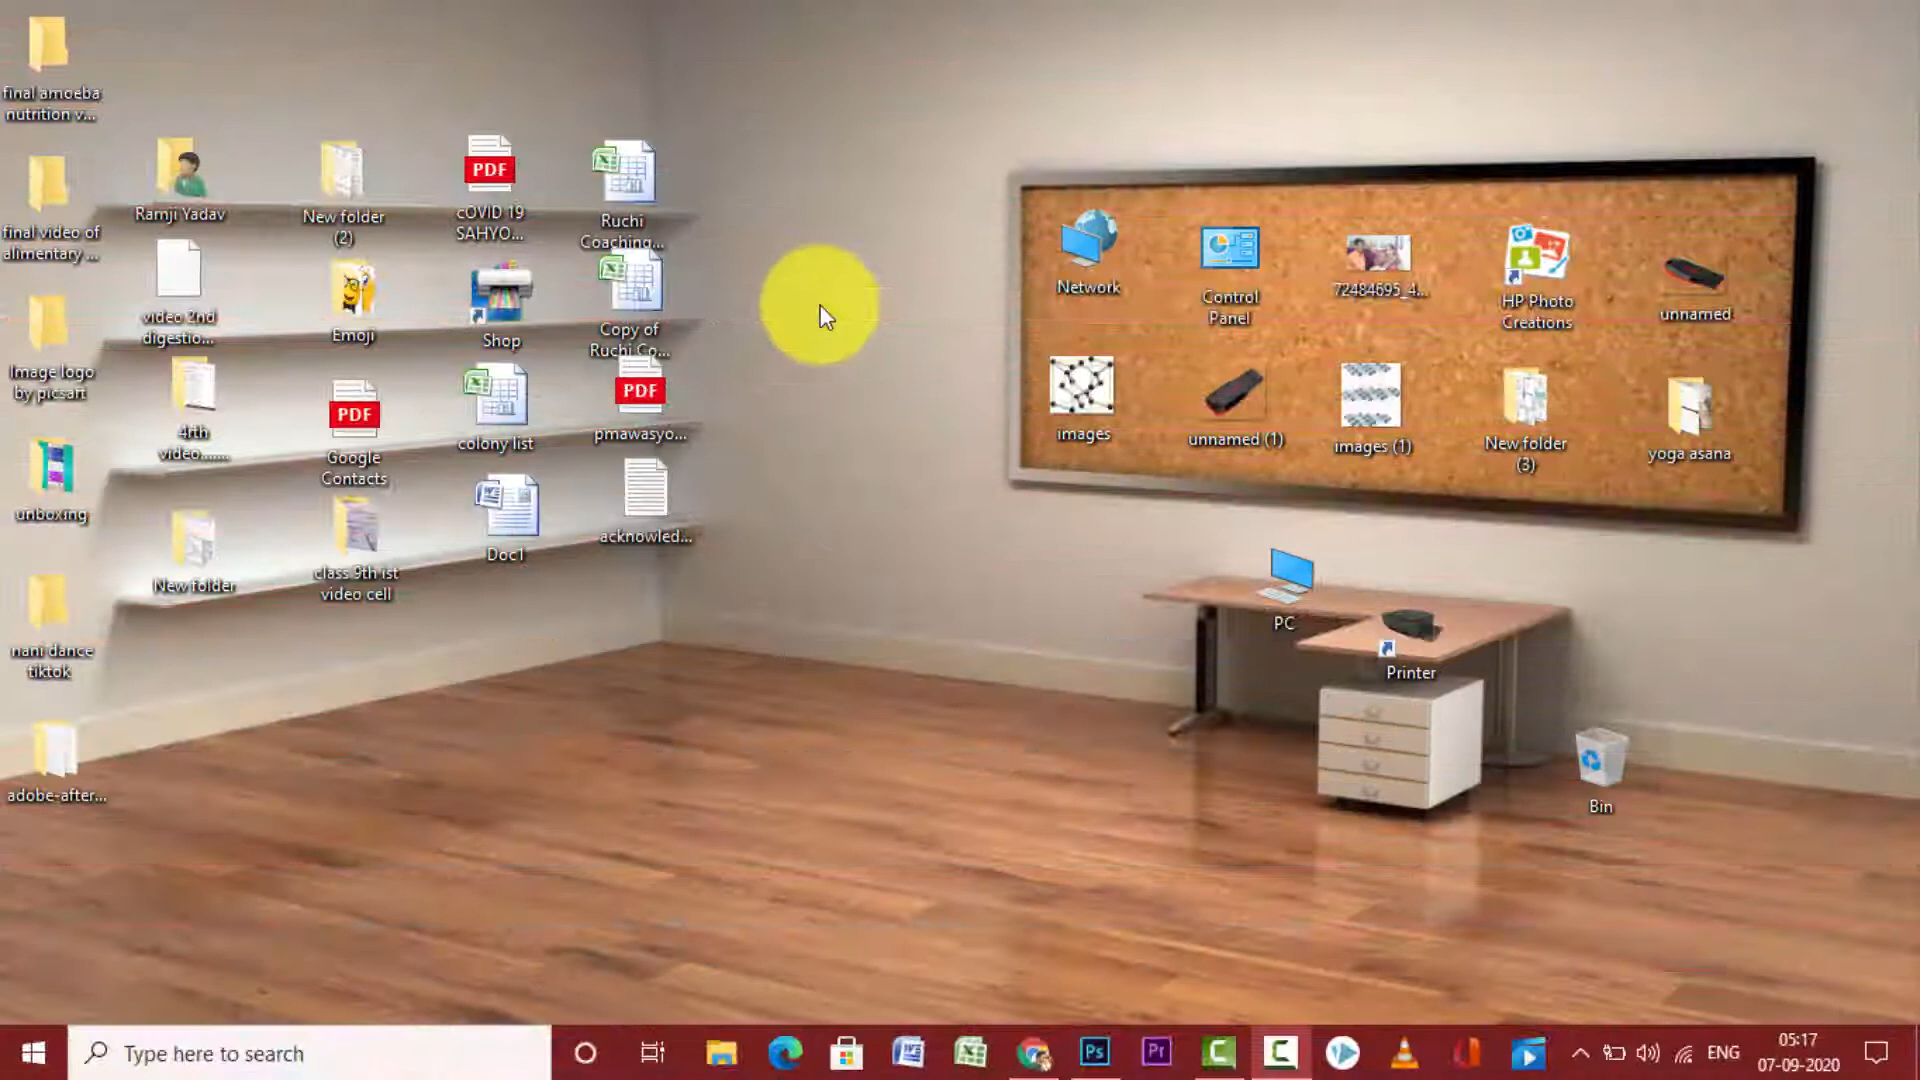 final amoeba
nutrition v...
final video of
alimentary ...
Image logo
by picsart
unboxing
nani dance
tiktok
adobe-after...
Ramji Yadav
video 2nd
digestio...
4rth
video.......
New folder
New folder
(2)
Emoji
PDF
Google
Contacts
class 9th ist
video cell
PDF
cOVID 19
SAHYO...
Shop
colony list
Doc1
Ruchi
Coaching...
Copy of
Ruchi Co...
PDF
pmawasyo...
acknowled...
Network
Control
Panel
72484695_4...
HP Photo
Creations
unnamed
images
unnamed (1)
images (1)
New folder
(3)
yoga asana
PC
Printer
Bin
Type here to search
Ps
Pr
ENG
05:17
07-09-2020